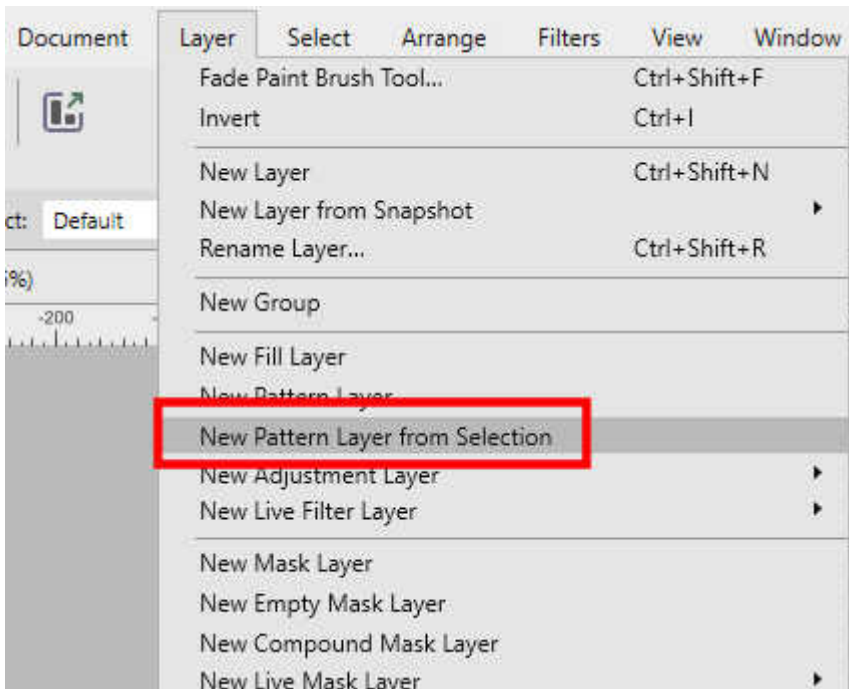 Document Layer Select Arrange Filters View Window
Fade Paint Brush Tool... Ctrl+Shift+F
Invert Ctrl+I
New Layer Ctrl+Shift+N
New Layer from Snapshot
ct: Default
Rename Layer... Ctrl+Shift+R
%)
New Group
-200
New Fill Layer
New Pattern Layer
New Pattern Layer from Selection
New Adjustment Layer
New Live Filter Layer
New Mask Layer
New Empty Mask Layer
New Compound Mask Layer
New Live Mask Layer